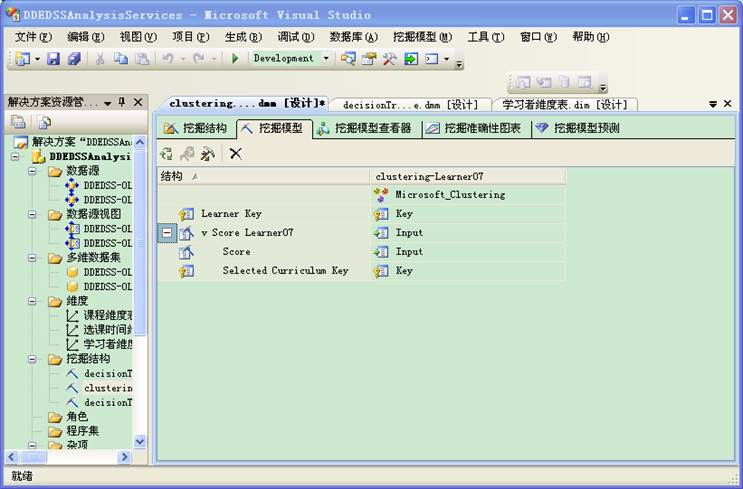 DDEDSSAnalysisServices - Microsoft Visual Studio
文件(F) 编辑(E) 视图(V) 项目(P) 生成(B) 调试(D) 数据库(A) 挖掘模型(M) 工具(T) 窗口(W) 帮助(H)
Development
解决方案资源管...
clustering....dmm [设计]* decisionTr...e.dmm [设计] 学习者维度表.dim [设计]
挖掘结构 挖掘模型 挖掘模型查看器 挖掘准确性图表 挖掘模型预测
解决方案 "DDEDSSA
DDEDSSAnalysi
数据源
DDEDSS-OL
DDEDSS-OL
数据源视图
DDEDSS-OL
DDEDSS-OL
多维数据集
DDEDSS-OL
DDEDSS-OL
维度
课程维度表
选课时间维
学习者维度
挖掘结构
decisionT
clusterin
decisionT
角色
程序集
杂项
结构 clustering-Learner07
Microsoft_Clustering
Learner Key Key
v Score Learner07 Input
Score Input
Selected Curriculum Key Key
就绪